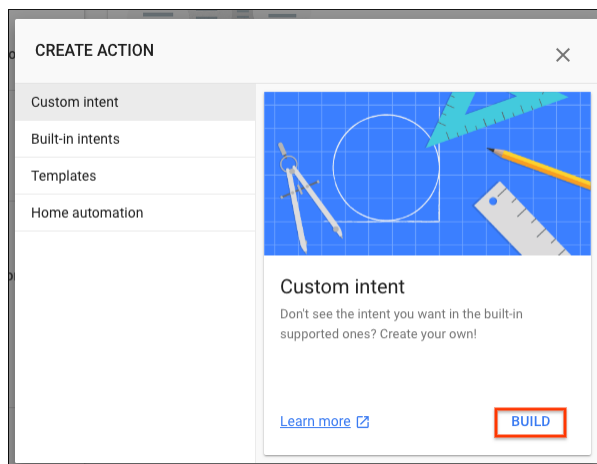 CREATE ACTION
Custom intent
Built-in intents
Templates
Home automation
Custom intent
Don't see the intent you want in the built-in
supported ones? Create your own!
Learn more
BUILD